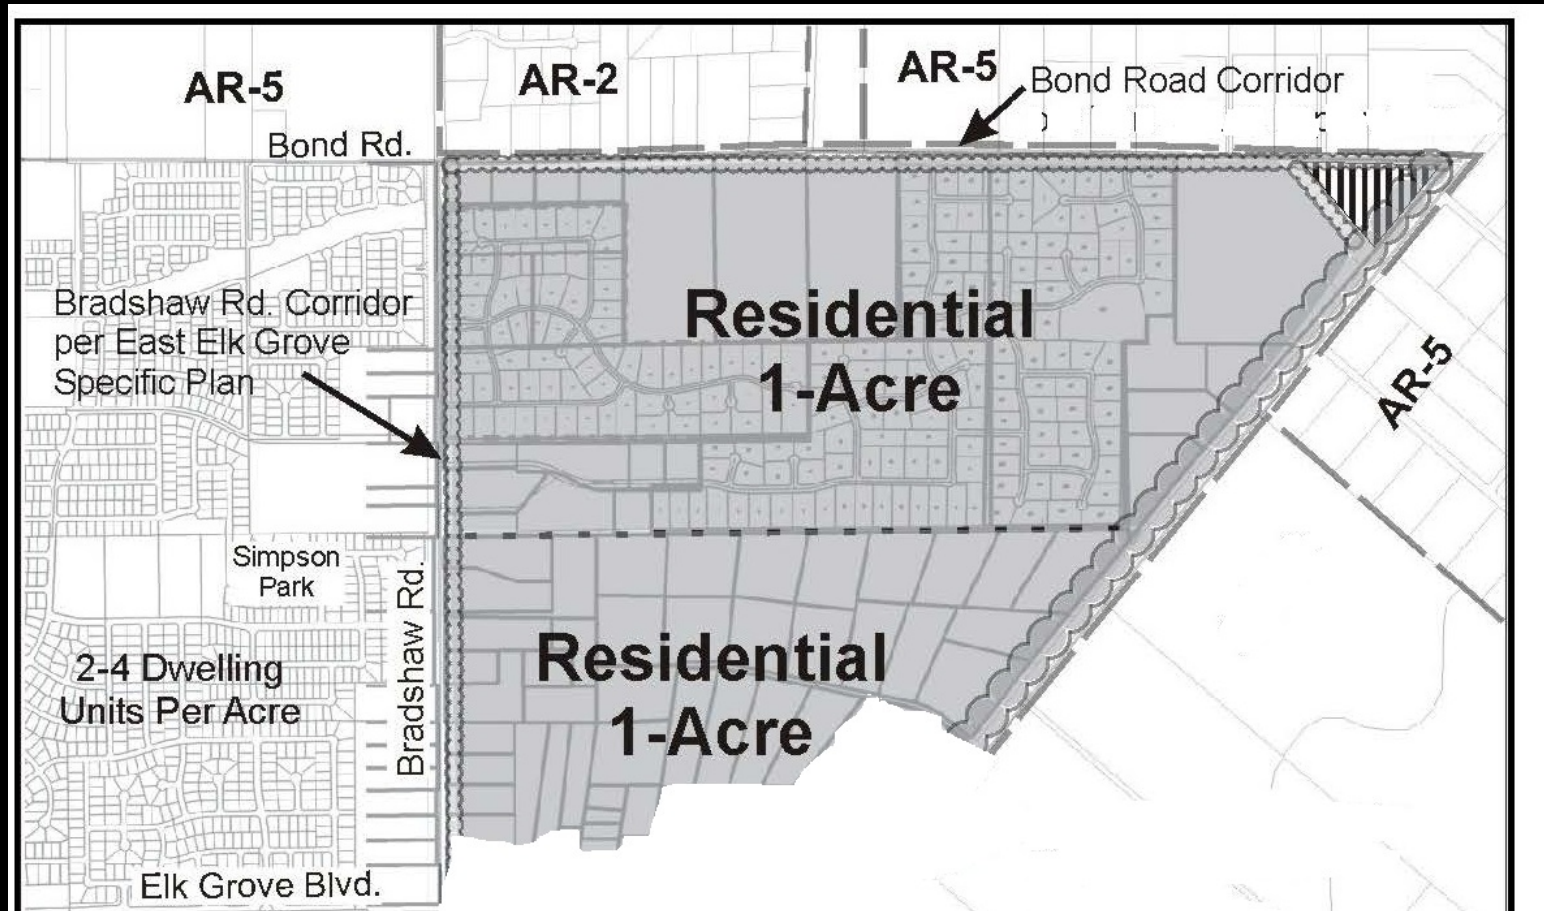 AR-5
AR-2
AR-5
Bond Road Corridor
Bond Rd.
Bradshaw Rd. Corridor
per East Elk Grove
Specific Plan
Residential
1-Acre
AR-5
Simpson
Park
Bradshaw Rd.
2-4 Dwelling
Units Per Acre
Residential
1-Acre
Elk Grove Blvd.